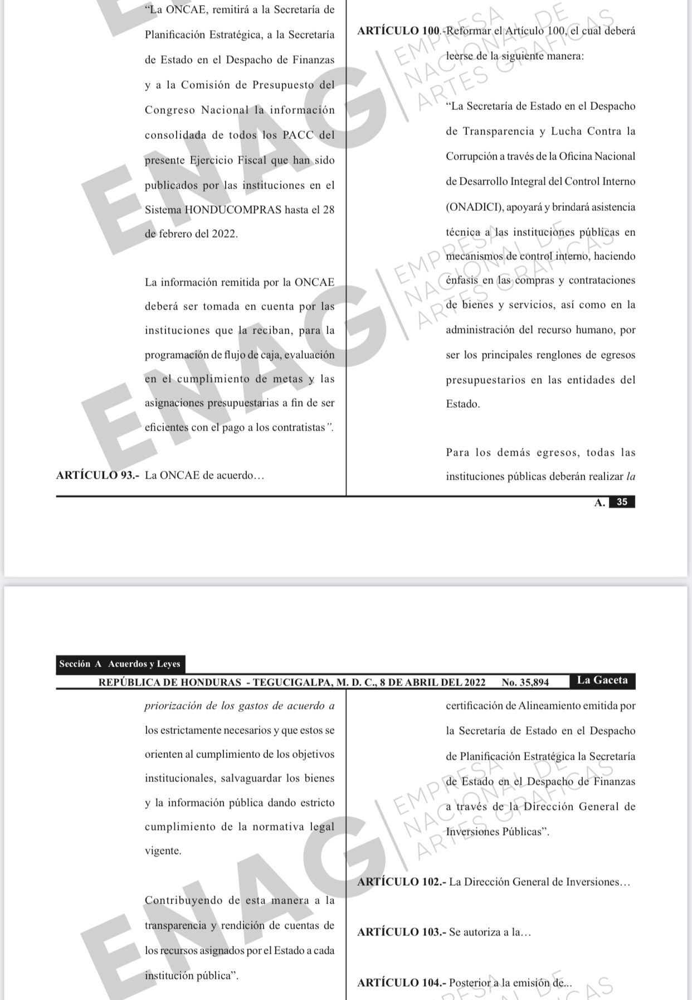 “La ONCAE, remitirá a la Secretaría de
Planificación Estratégica, a la Secretaría
de Estado en el Despacho de Finanzas
y a la Comisión de Presupuesto del
Congreso Nacional la información
consolidada de todos los PACC del
presente Ejercicio Fiscal que han sido
publicados por las instituciones en el
Sistema HONDUCOMPRAS hasta el 28
de febrero del 2022.
La información remitida por la ONCAE
deberá ser tomada en cuenta por las
instituciones que la reciban, para la
programación de flujo de caja, evaluación
en el cumplimiento de metas y las
asignaciones presupuestarias a fin de ser
eficientes con el pago a los contratistas”.
ARTÍCULO 93.- La ONCAE de acuerdo…
ARTÍCULO 100.-Reformar el Artículo 100, el cual deberá
leerse de la siguiente manera:
“La Secretaría de Estado en el Despacho
de Transparencia y Lucha Contra la
Corrupción a través de la Oficina Nacional
de Desarrollo Integral del Control Interno
(ONADICI), apoyará y brindará asistencia
técnica a las instituciones públicas en
mecanismos de control interno, haciendo
énfasis en las compras y contrataciones
de bienes y servicios, así como en la
administración del recurso humano, por
ser los principales renglones de egresos
presupuestarios en las entidades del
Estado.
Para los demás egresos, todas las
instituciones públicas deberán realizar la
A. 35
ENAG
EMPRESA
NACIONAL DE
ARTES GRAFICAS
ENAG
EMPRESA
NACIONAL DE
ARTES GRAFICAS
Sección A Acuerdos y Leyes
REPÚBLICA DE HONDURAS - TEGUCIGALPA, M. D. C., 8 DE ABRIL DEL 2022 No. 35,894 La Gaceta
priorización de los gastos de acuerdo a
los estrictamente necesarios y que estos se
orienten al cumplimiento de los objetivos
institucionales, salvaguardar los bienes
y la información pública dando estricto
cumplimiento de la normativa legal
vigente.
Contribuyendo de esta manera a la
transparencia y rendición de cuentas de
los recursos asignados por el Estado a cada
institución pública”.
certificación de Alineamiento emitida por
la Secretaría de Estado en el Despacho
de Planificación Estratégica la Secretaría
de Estado en el Despacho de Finanzas
a través de la Dirección General de
Inversiones Públicas”.
ARTÍCULO 102.- La Dirección General de Inversiones…
ARTÍCULO 103.- Se autoriza a la…
ARTÍCULO 104.- Posterior a la emisión de...
ENAG
EMPRESA
NACIONAL DE
ARTES GRAFICAS